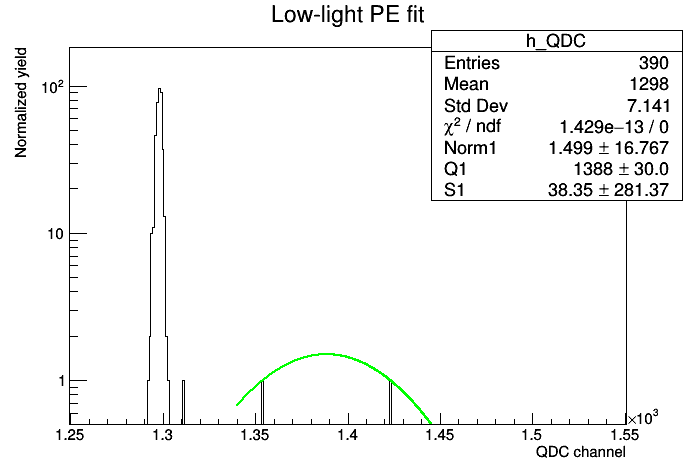 Low-light PE fit
Normalized yield
h_QDC
Entries 390
Mean 1298
Std Dev 7.141
χ² / ndf 1.429e−13 / 0
Norm1 1.499 ± 16.767
Q1 1388 ± 30.0
S1 38.35 ± 281.37
10²
10
1
1.25 1.3 1.35 1.4 1.45 1.5 1.55
×10³
QDC channel